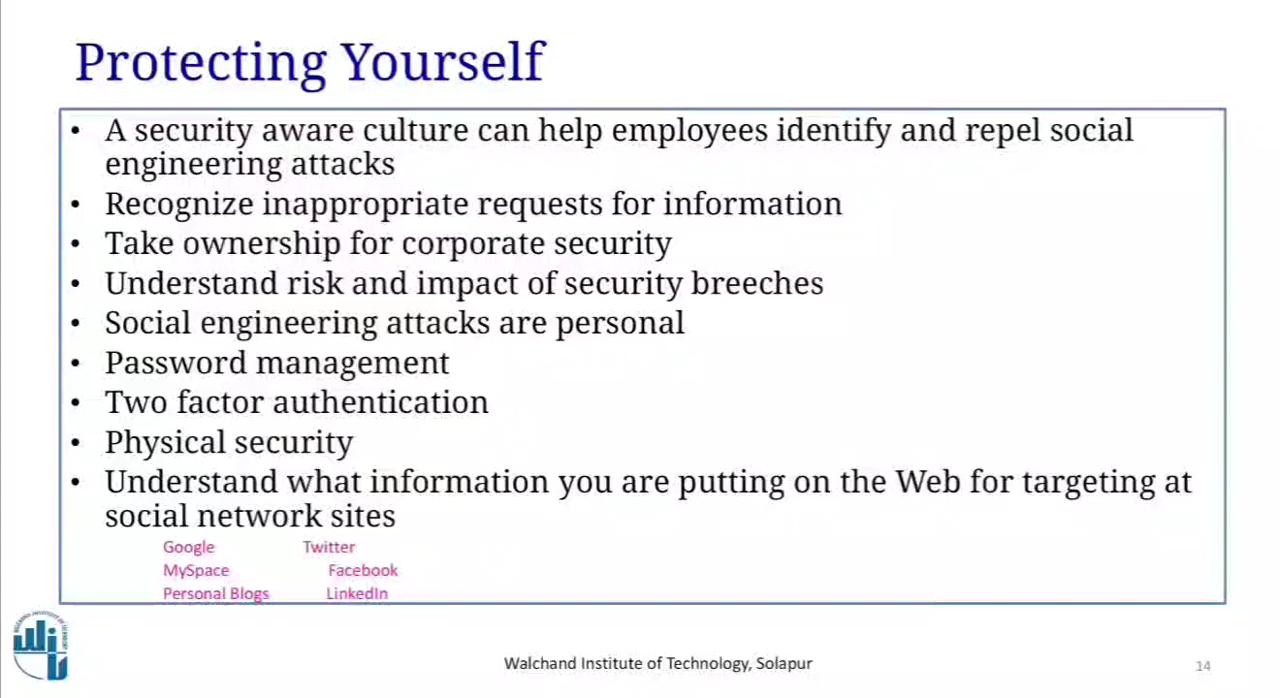 Protecting Yourself
• A security aware culture can help employees identify and repel social
engineering attacks
• Recognize inappropriate requests for information
• Take ownership for corporate security
• Understand risk and impact of security breeches
• Social engineering attacks are personal
• Password management
• Two factor authentication
• Physical security
• Understand what information you are putting on the Web for targeting at
social network sites
Google Twitter
MySpace Facebook
Personal Blogs LinkedIn
Walchand Institute of Technology, Solapur
14